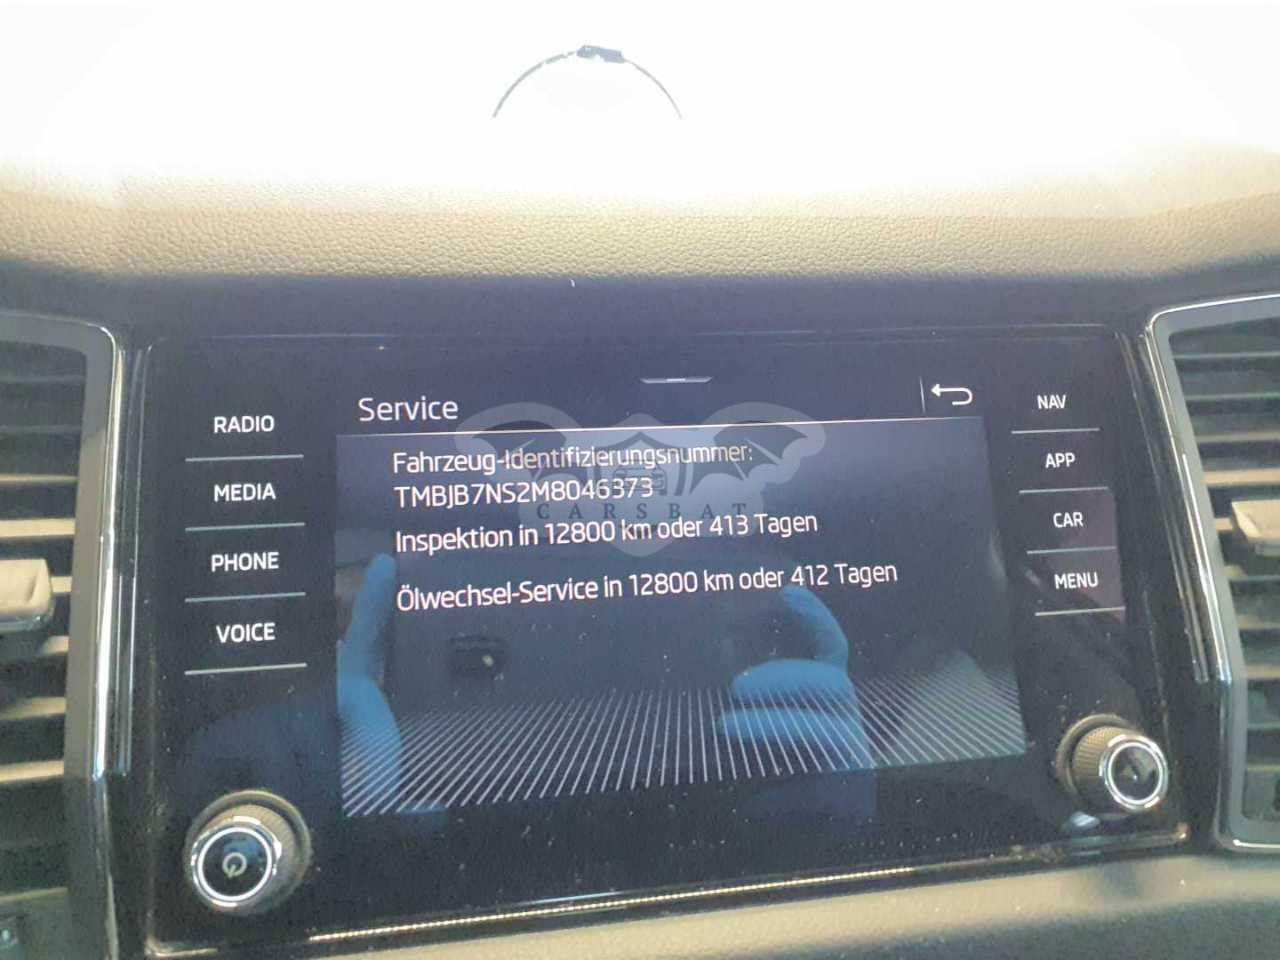 Service
RADIO
MEDIA
PHONE
VOICE
Fahrzeug-Identifizierungsnummer:
TMBJB7NS2M8046373
CARSBAT
Inspektion in 12800 km oder 413 Tagen
Ölwechsel-Service in 12800 km oder 412 Tagen
NAV
APP
CAR
MENU